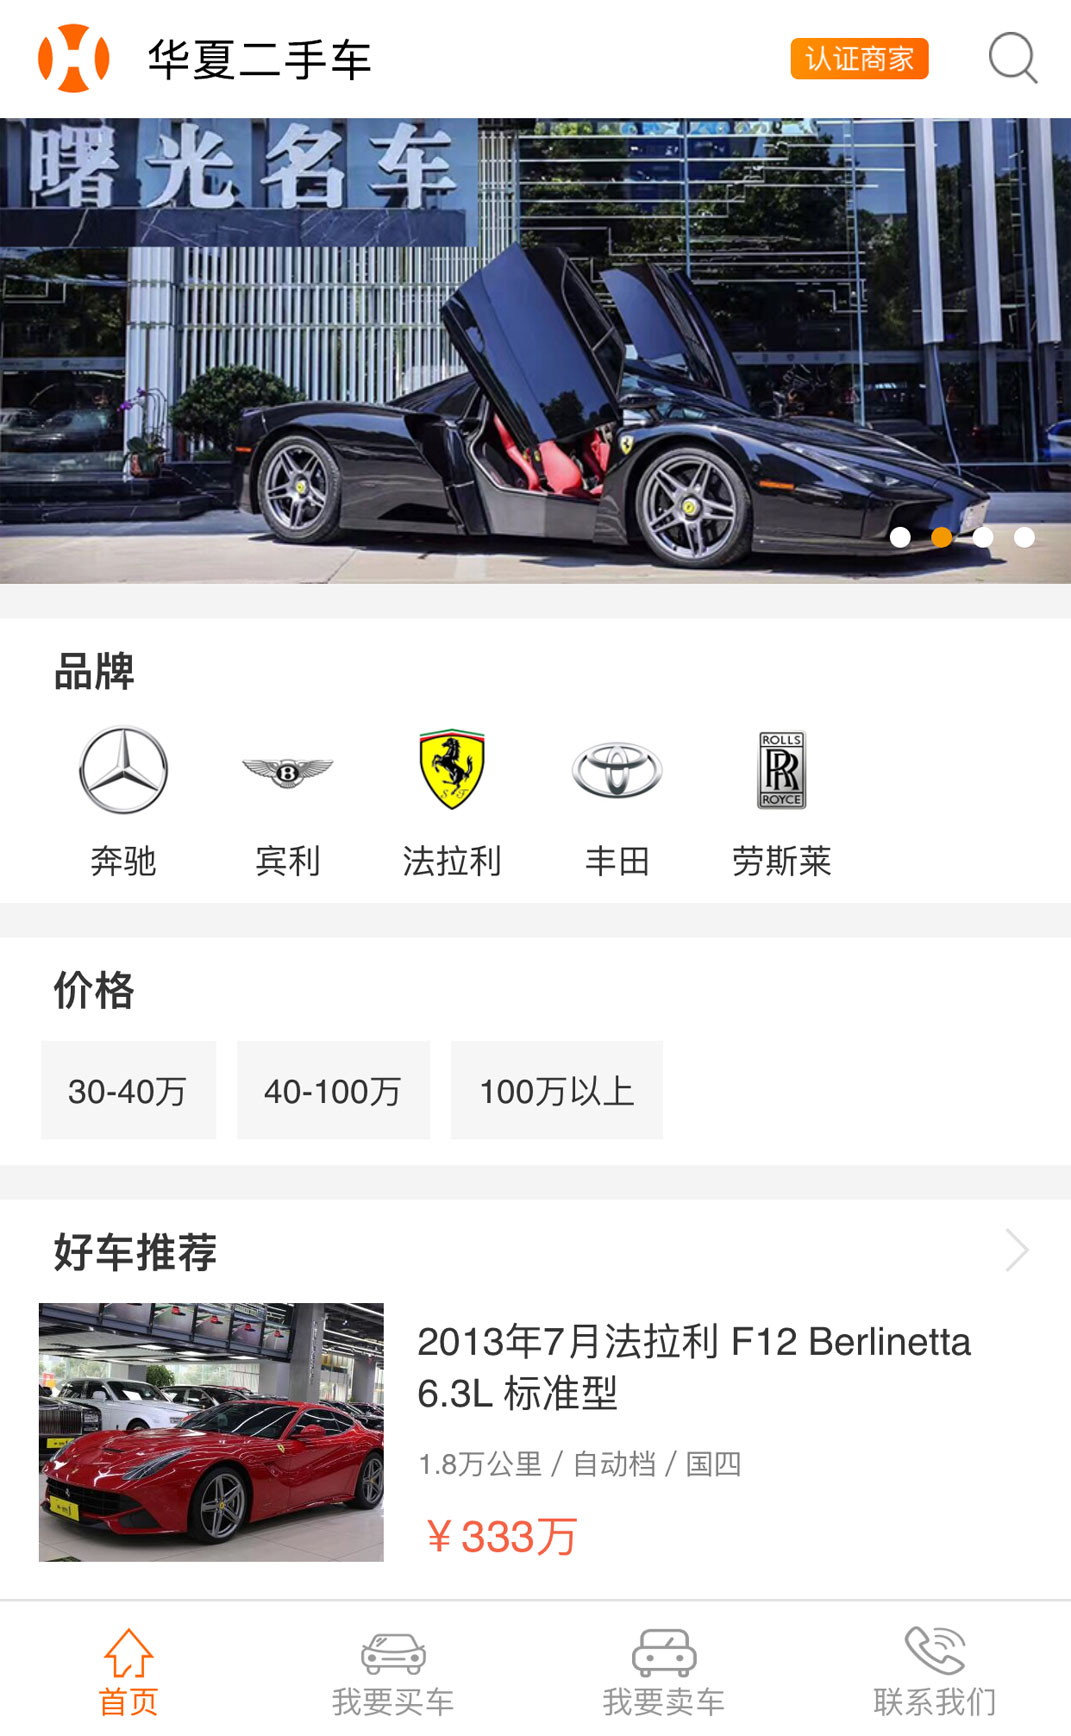 华夏二手车
认证商家
曙光名车
品牌
ROLLS
RR
ROYCE
奔驰
宾利
法拉利
丰田
劳斯莱
价格
30-40万
40-100万
100万以上
好车推荐
2013年7月法拉利 F12 Berlinetta
6.3L 标准型
1.8万公里 / 自动档 / 国四
￥333万
首页
我要买车
我要卖车
联系我们